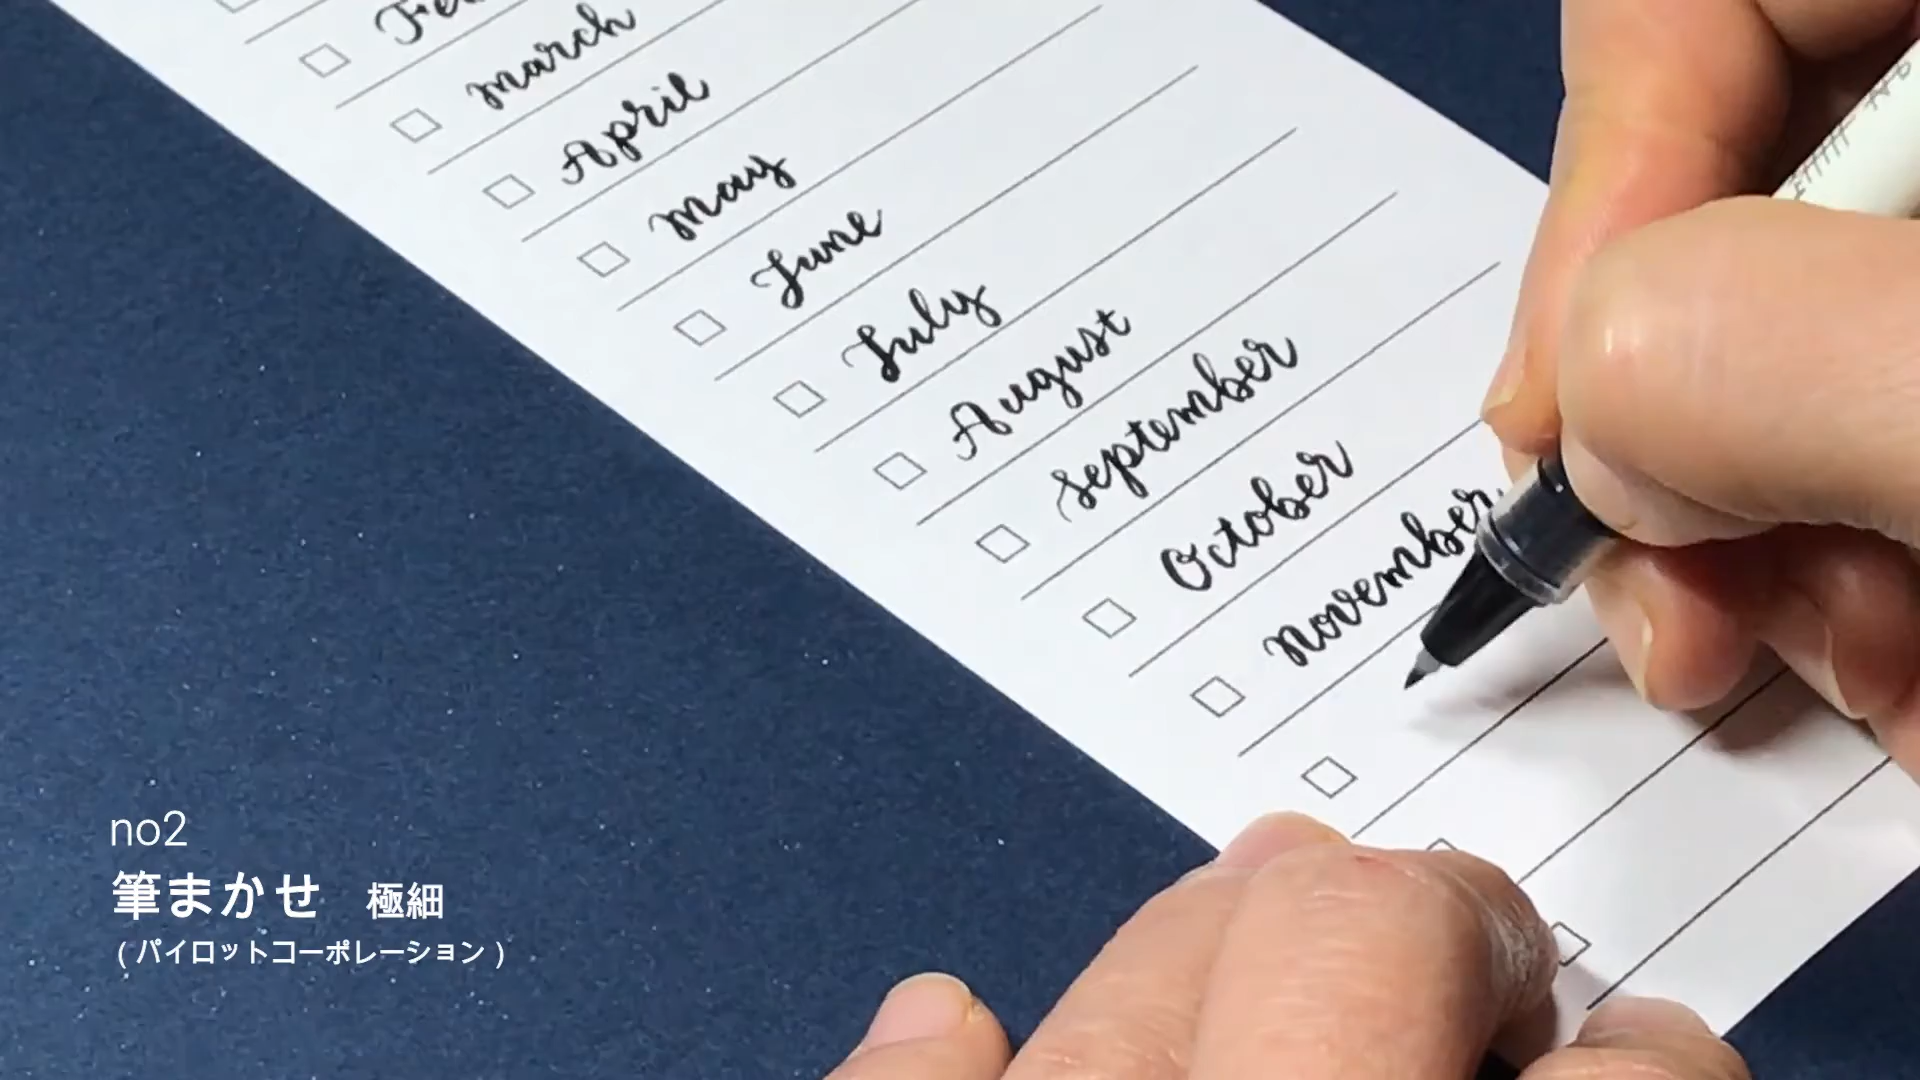 March
April
May
June
July
August
September
October
November
no2
筆まかせ 極細
(パイロットコーポレーション)